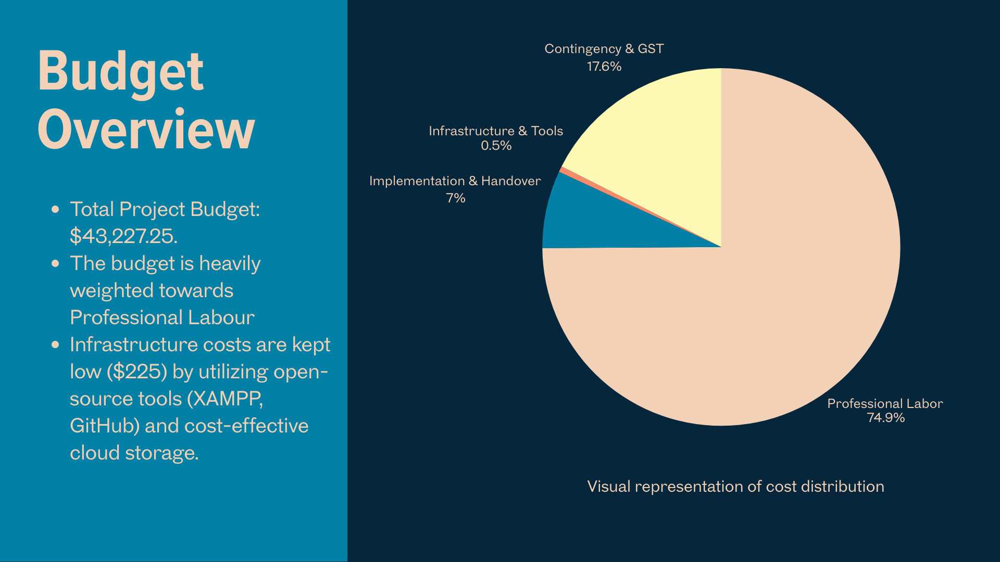 Budget
Overview
• Total Project Budget:
$43,227.25.
• The budget is heavily
weighted towards
Professional Labour
• Infrastructure costs are kept
low ($225) by utilizing open-
source tools (XAMPP,
GitHub) and cost-effective
cloud storage.
Contingency & GST
17.6%
Infrastructure & Tools
0.5%
Implementation & Handover
7%
Professional Labor
74.9%
Visual representation of cost distribution